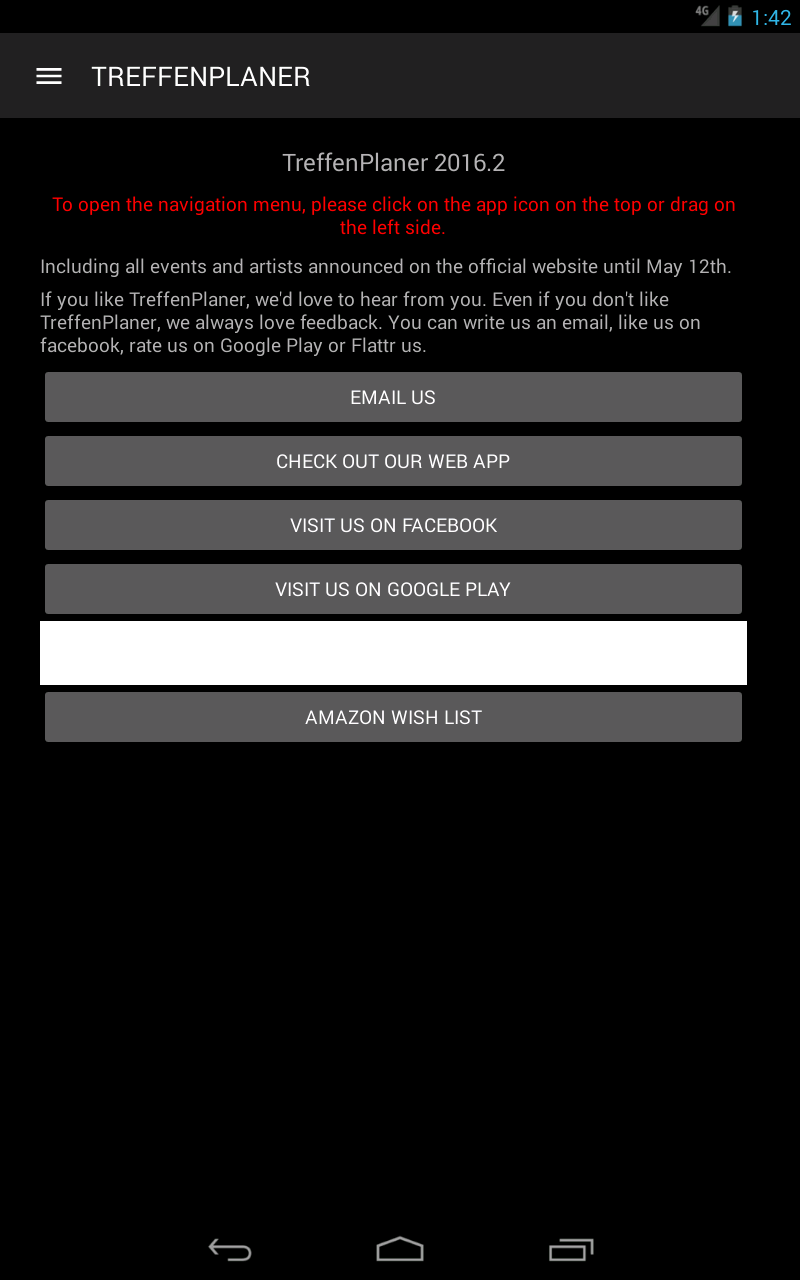 4G 1:42
TREFFENPLANER
TreffenPlaner 2016.2
To open the navigation menu, please click on the app icon on the top or drag on
the left side.
Including all events and artists announced on the official website until May 12th.
If you like TreffenPlaner, we'd love to hear from you. Even if you don't like
TreffenPlaner, we always love feedback. You can write us an email, like us on
facebook, rate us on Google Play or Flattr us.
EMAIL US
CHECK OUT OUR WEB APP
VISIT US ON FACEBOOK
VISIT US ON GOOGLE PLAY
AMAZON WISH LIST